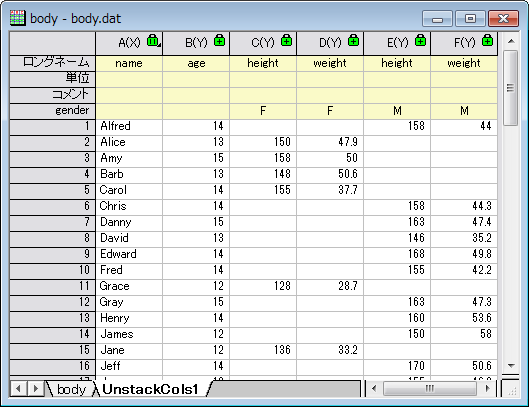 body - body.dat
A(X) B(Y) C(Y) D(Y) E(Y) F(Y)
ロングネーム name age height weight height weight
単位
コメント
gender F F M M
1 Alfred 14 158 44
2 Alice 13 150 47.9
3 Amy 15 158 50
4 Barb 13 148 50.6
5 Carol 14 155 37.7
6 Chris 14 158 44.3
7 Danny 15 163 47.4
8 David 13 146 35.2
9 Edward 14 168 49.8
10 Fred 14 155 42.2
11 Grace 12 128 28.7
12 Gray 15 163 47.3
13 Henry 14 160 53.6
14 James 12 150 58
15 Jane 12 136 33.2
16 Jeff 14 170 50.6
body UnstackCols1